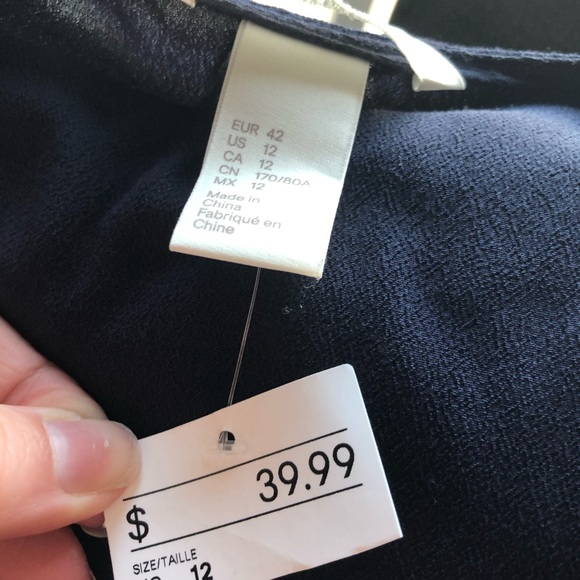 EUR 42
US 12
CA 12
CN 170/80A
MX 12
Made in
China
Fabriqué en
Chine
$ 39.99
SIZE/TAILLE
12